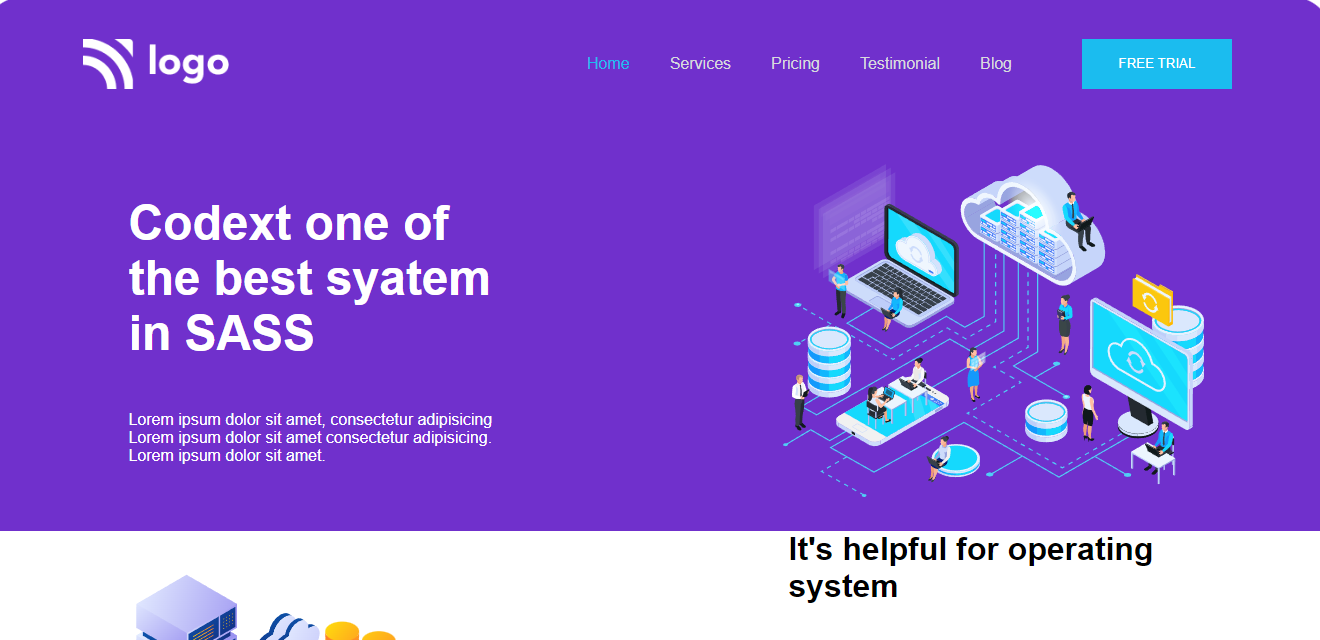 logo
Home Services Pricing Testimonial Blog FREE TRIAL
Codext one of
the best syatem
in SASS
Lorem ipsum dolor sit amet, consectetur adipisicing
Lorem ipsum dolor sit amet consectetur adipisicing.
Lorem ipsum dolor sit amet.
It's helpful for operating
system